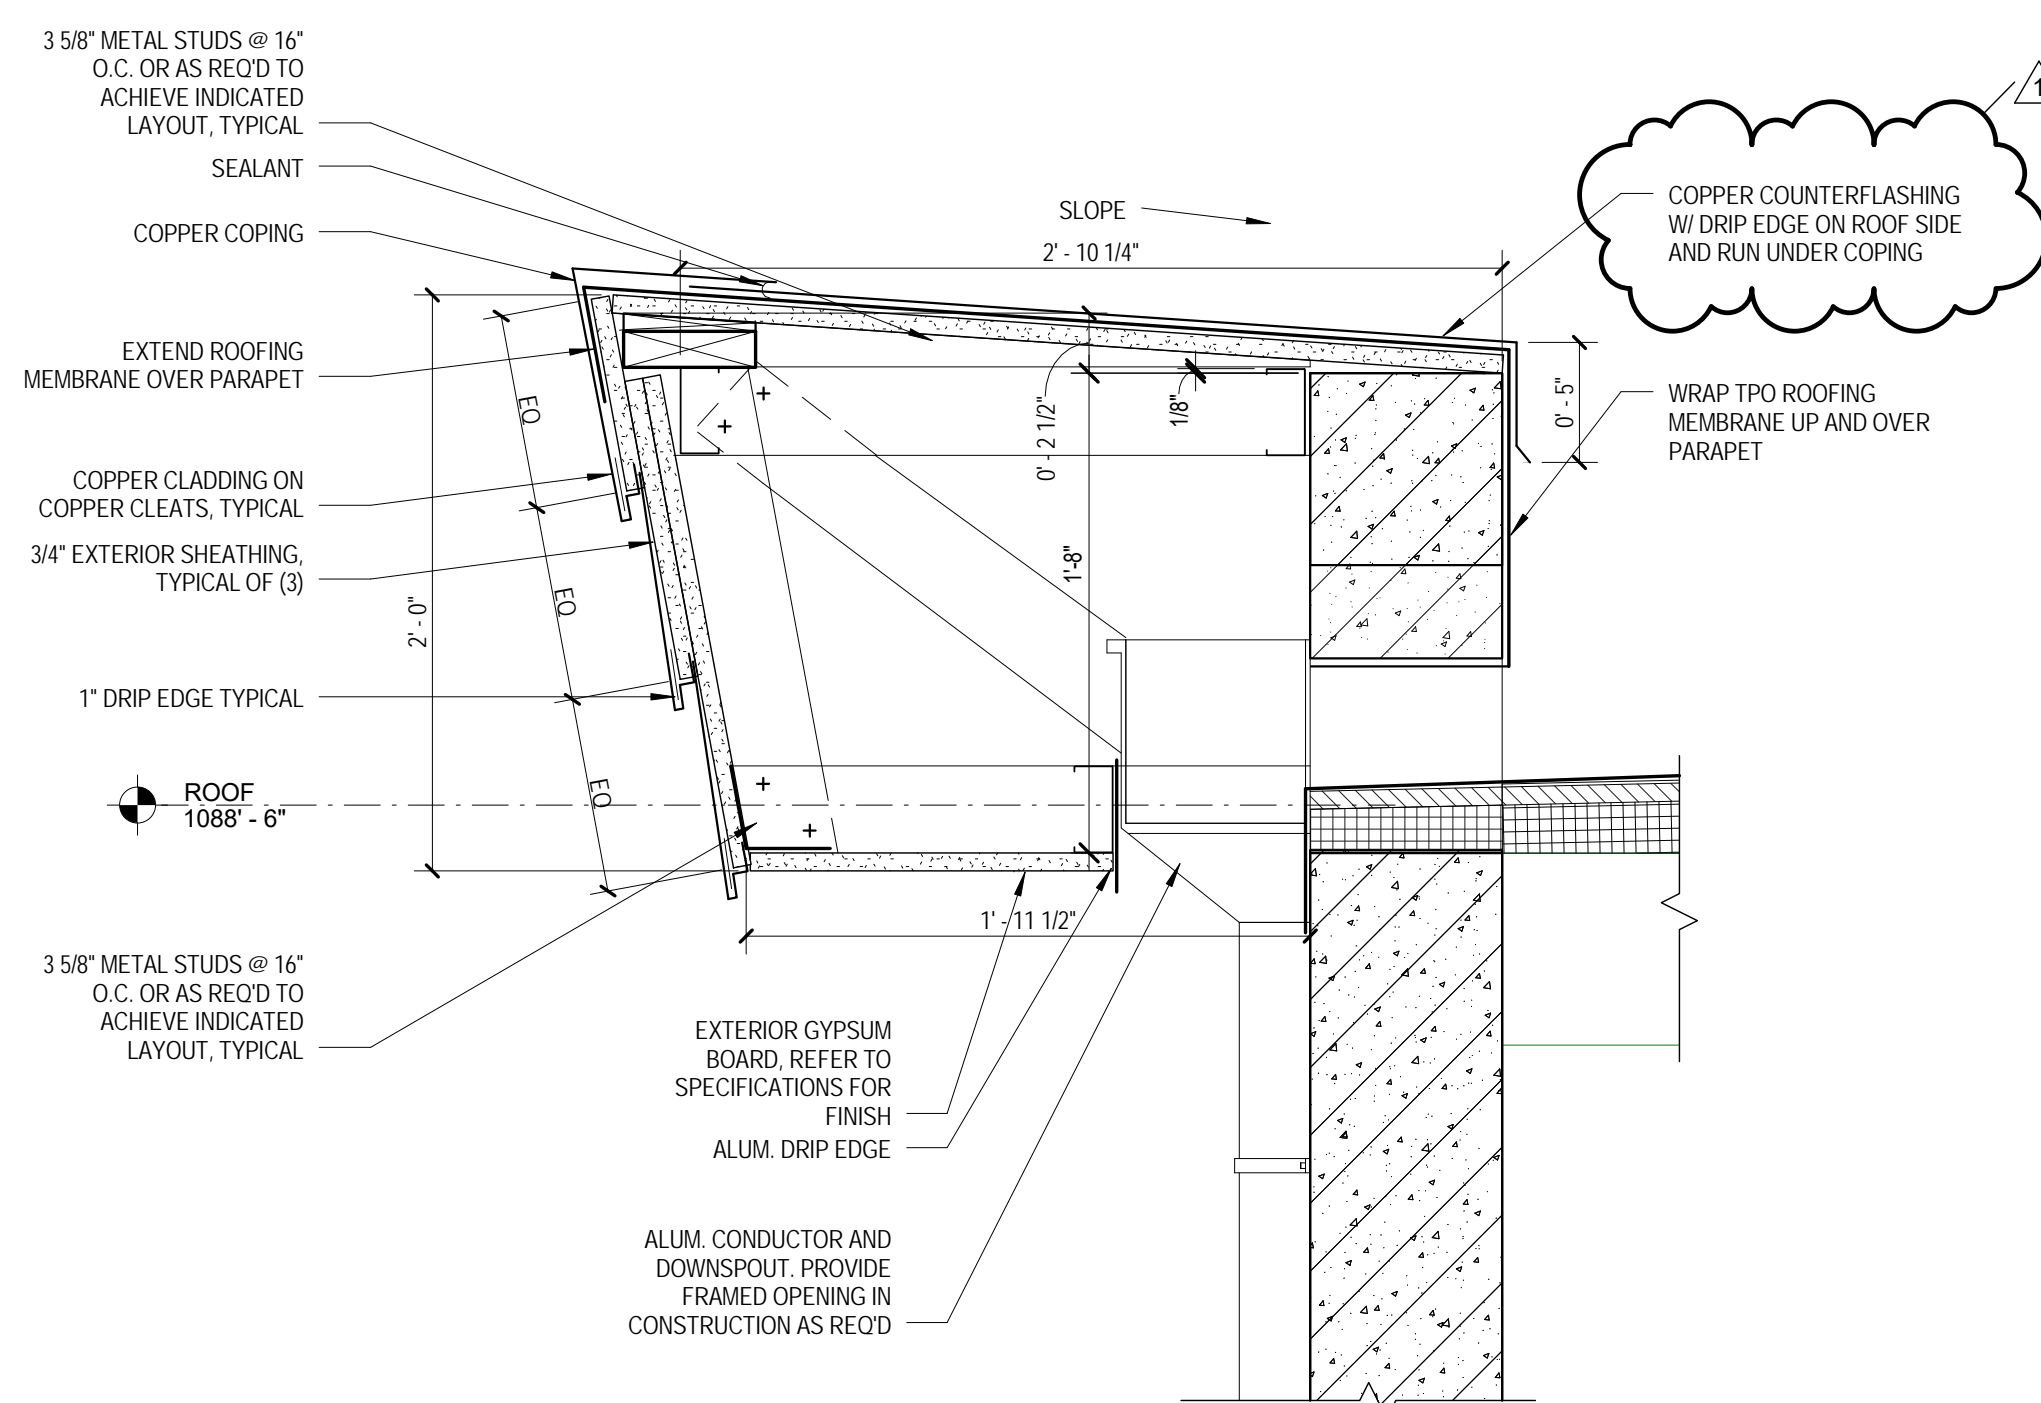 3 5/8" METAL STUDS @ 16"
O.C. OR AS REQ'D TO
ACHIEVE INDICATED
LAYOUT, TYPICAL
SEALANT
COPPER COPING
EXTEND ROOFING
MEMBRANE OVER PARAPET
COPPER CLADDING ON
COPPER CLEATS, TYPICAL
3/4" EXTERIOR SHEATHING,
TYPICAL OF (3)
1" DRIP EDGE TYPICAL
ROOF
1088' - 6"
3 5/8" METAL STUDS @ 16"
O.C. OR AS REQ'D TO
ACHIEVE INDICATED
LAYOUT, TYPICAL
2' - 0"
EQ
EQ
EQ
SLOPE
2' - 10 1/4"
0' - 2 1/2"
1/8"
1'-8"
0' - 5"
1' - 11 1/2"
EXTERIOR GYPSUM
BOARD, REFER TO
SPECIFICATIONS FOR
FINISH
ALUM. DRIP EDGE
ALUM. CONDUCTOR AND
DOWNSPOUT. PROVIDE
FRAMED OPENING IN
CONSTRUCTION AS REQ'D
1
COPPER COUNTERFLASHING
W/ DRIP EDGE ON ROOF SIDE
AND RUN UNDER COPING
WRAP TPO ROOFING
MEMBRANE UP AND OVER
PARAPET